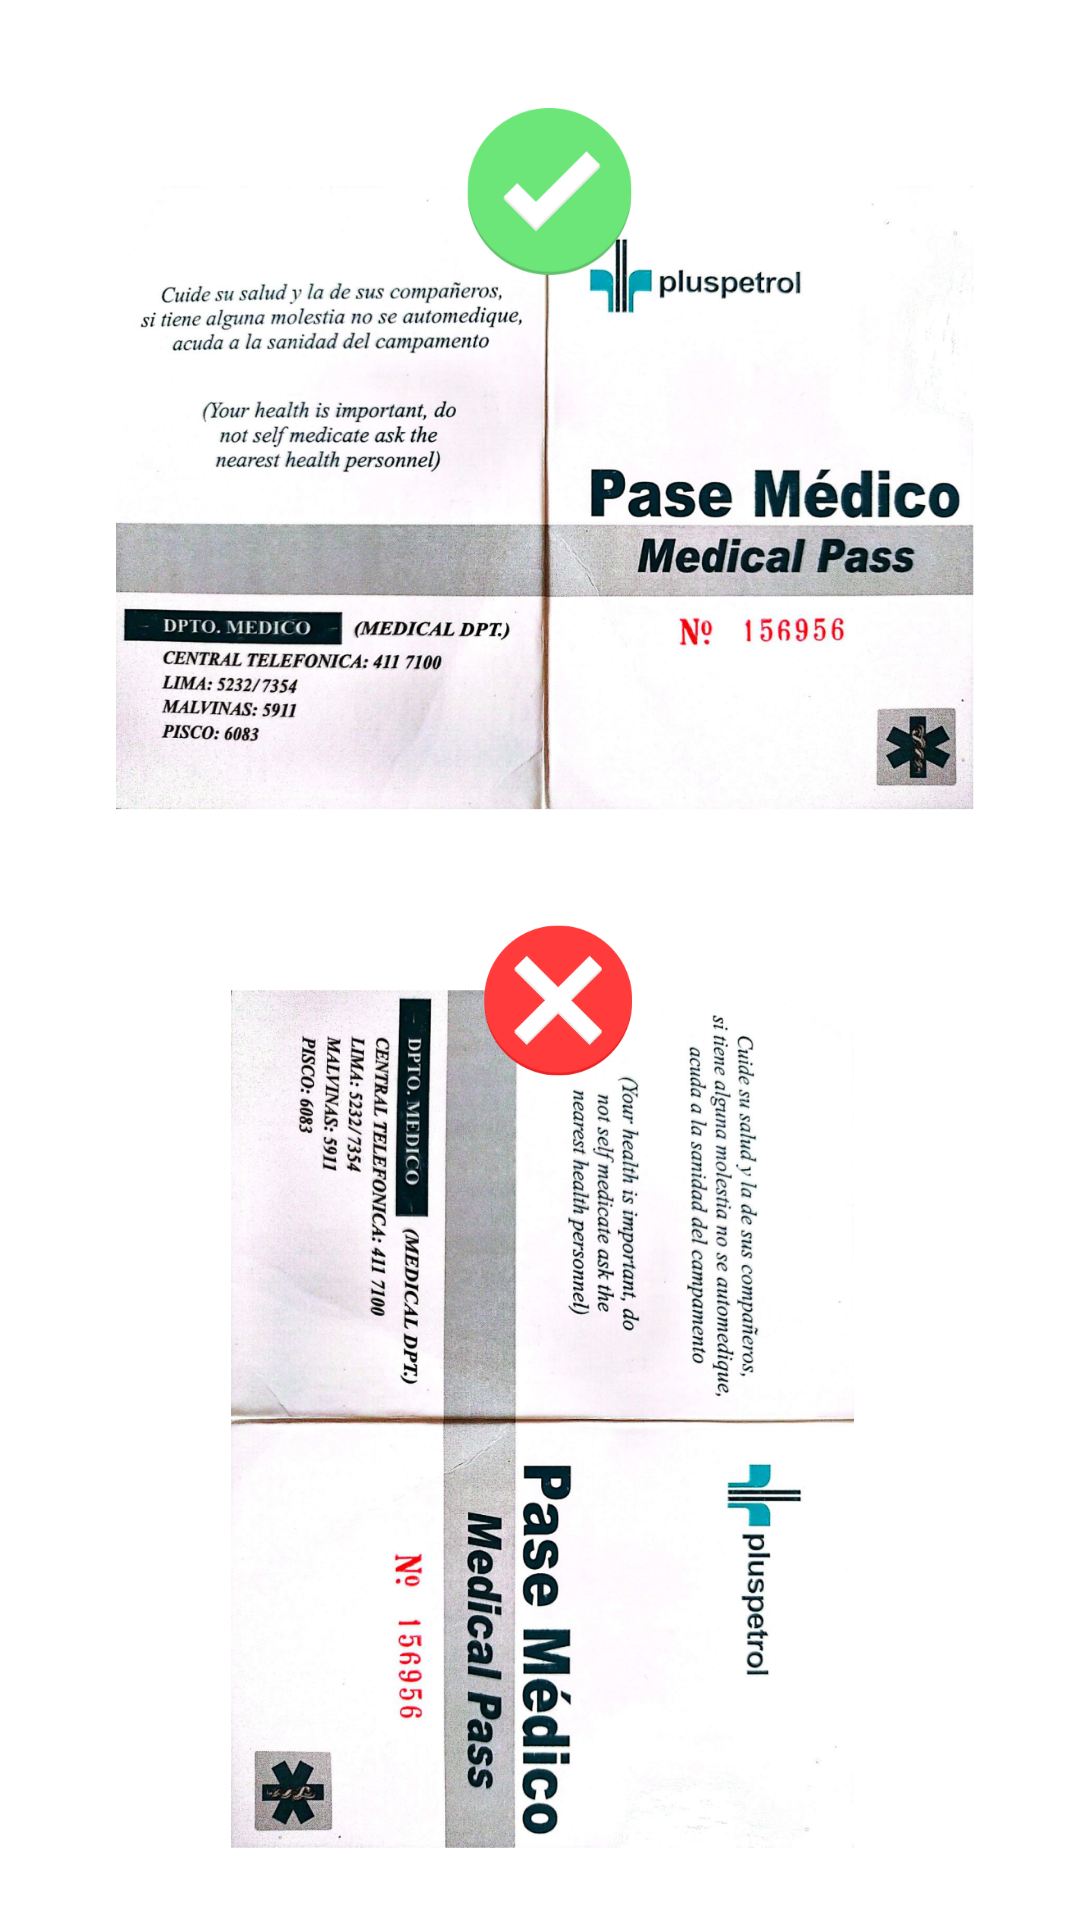 Cuide su salud y la de sus compañeros,
si tiene alguna molestia no se automedique,
acuda a la sanidad del campamento
(Your health is important, do
not self medicate ask the
nearest health personnel)
DPTO. MEDICO (MEDICAL DPT.)
CENTRAL TELEFONICA: 411 7100
LIMA: 5232/7354
MALVINAS: 5911
PISCO: 6083
pluspetrol
Pase Médico
Medical Pass
Nº 156956
Cuide su salud y la de sus compañeros,
si tiene alguna molestia no se automedique,
acuda a la sanidad del campamento
(Your health is important, do
not self medicate ask the
nearest health personnel)
DPTO. MEDICO (MEDICAL DPT.)
CENTRAL TELEFONICA: 411 7100
LIMA: 5232/7354
MALVINAS: 5911
PISCO: 6083
pluspetrol
Pase Médico
Medical Pass
Nº 156956